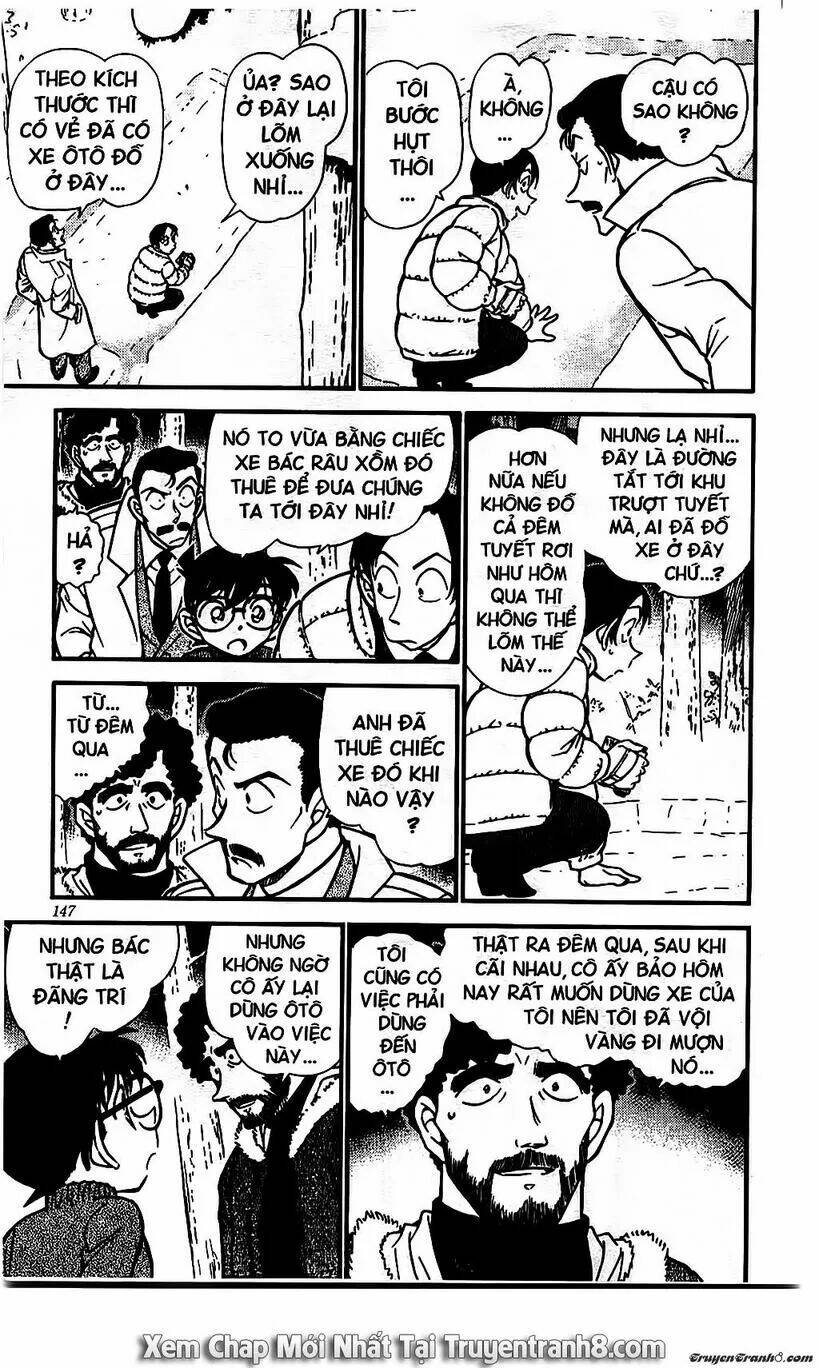 CẬU CÓ
SAO KHÔNG
?
À,
KHÔNG
...
TÔI
BƯỚC
HỤT
THÔI
...
ỦA? SAO
Ở ĐÂY LẠI
LÕM
XUỐNG
NHỈ...
THEO KÍCH
THƯỚC THÌ
CÓ VẺ ĐÃ CÓ
XE ÔTÔ ĐỖ
Ở ĐÂY...
NHƯNG LẠ NHỈ...
ĐÂY LÀ ĐƯỜNG
TẮT TỚI KHU
TRƯỢT TUYẾT
MÀ, AI ĐÃ ĐỖ
XE Ở ĐÂY
CHỨ...?
HƠN
NỮA NẾU
KHÔNG ĐỖ
CẢ ĐÊM
TUYẾT RƠI
NHƯ HÔM
QUA THÌ
KHÔNG THỂ
LÕM THẾ
NÀY...
NÓ TO VỪA BẰNG CHIẾC
XE BÁC RÂU XỒM ĐÓ
THUÊ ĐỂ ĐƯA CHÚNG
TA TỚI ĐÂY NHỈ!
HẢ
?
ANH ĐÃ
THUÊ CHIẾC
XE ĐÓ KHI
NÀO VẬY
?
TỪ...
TỪ ĐÊM
QUA
...
147
THẬT RA ĐÊM QUA, SAU KHI
CÃI NHAU, CÔ ẤY BẢO HÔM
NAY RẤT MUỐN DÙNG XE CỦA
TÔI NÊN TÔI ĐÃ VỘI
VÀNG ĐI MƯỢN
NÓ...
TÔI
CŨNG CÓ
VIỆC PHẢI
DÙNG
ĐẾN
ÔTÔ
...
NHƯNG
KHÔNG NGỜ
CÔ ẤY LẠI
DÙNG ÔTÔ
VÀO VIỆC
NÀY...
NHƯNG BÁC
THẬT LÀ
ĐÃNG TRÍ
!
Xem Chap Mới Nhất Tại Truyentranh8.com
TruyenTranh8.com